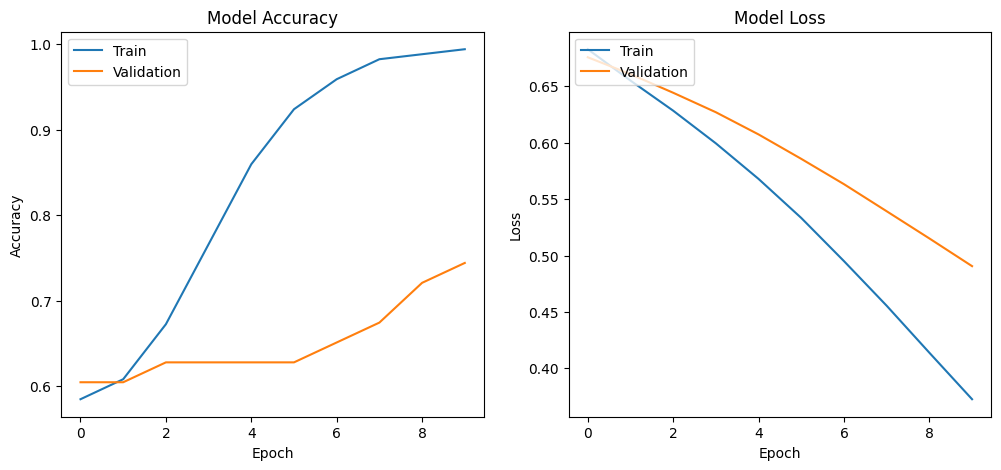 Model Accuracy
Train
Validation
1.0
0.9
0.8
0.7
0.6
Accuracy
0 2 4 6 8
Epoch
Model Loss
Train
Validation
0.65
0.60
0.55
0.50
0.45
0.40
Loss
0 2 4 6 8
Epoch